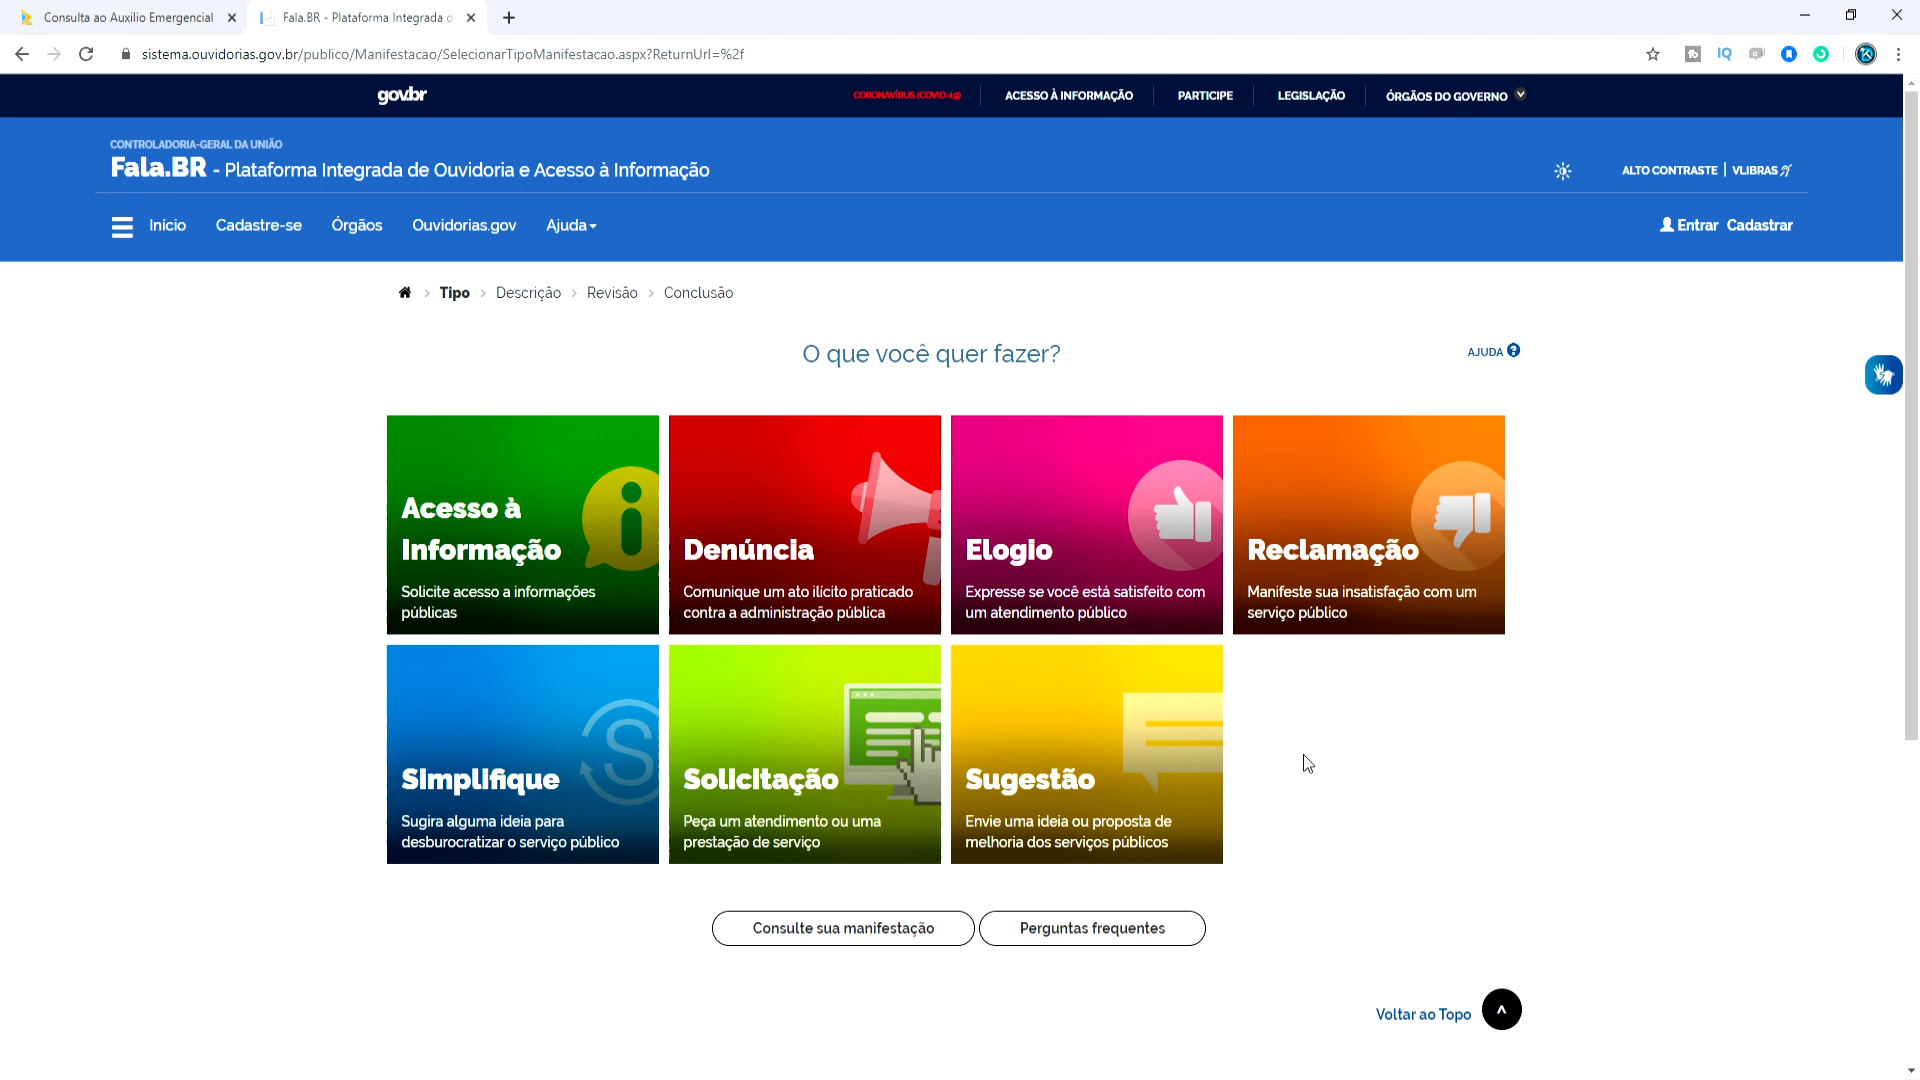 Consulta ao Auxilio Emergencial
Fala.BR - Plataforma Integrada d
sistema.ouvidorias.gov.br/publico/Manifestacao/SelecionarTipoManifestacao.aspx?ReturnUrl=%2f
IQ
gov.br
CORONAVÍRUS (COVID-19)
ACESSO À INFORMAÇÃO
PARTICIPE
LEGISLAÇÃO
ÓRGÃOS DO GOVERNO
CONTROLADORIA-GERAL DA UNIÃO
Fala.BR - Plataforma Integrada de Ouvidoria e Acesso à Informação
ALTO CONTRASTE | VLIBRAS
Início Cadastre-se Órgãos Ouvidorias.gov Ajuda
Entrar Cadastrar
Tipo > Descrição > Revisão > Conclusão
O que você quer fazer?
AJUDA ?
Acesso à
Informação
Solicite acesso a informações
públicas
Denúncia
Comunique um ato ilícito praticado
contra a administração pública
Elogio
Expresse se você está satisfeito com
um atendimento público
Reclamação
Manifeste sua insatisfação com um
serviço público
Simplifique
Sugira alguma ideia para
desburocratizar o serviço público
Solicitação
Peça um atendimento ou uma
prestação de serviço
Sugestão
Envie uma ideia ou proposta de
melhoria dos serviços públicos
Consulte sua manifestação
Perguntas frequentes
Voltar ao Topo